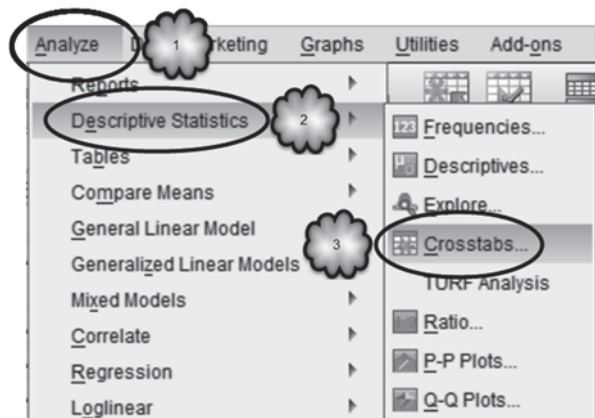 Analyze 1 rketing Graphs Utilities Add-ons
Reports
Descriptive Statistics 2
Tables
Compare Means
General Linear Model
Generalized Linear Models
Mixed Models
Correlate
Regression
Loglinear
123 Frequencies...
Descriptives...
Explore...
3 Crosstabs...
TURF Analysis
Ratio...
P-P Plots...
Q-Q Plots...